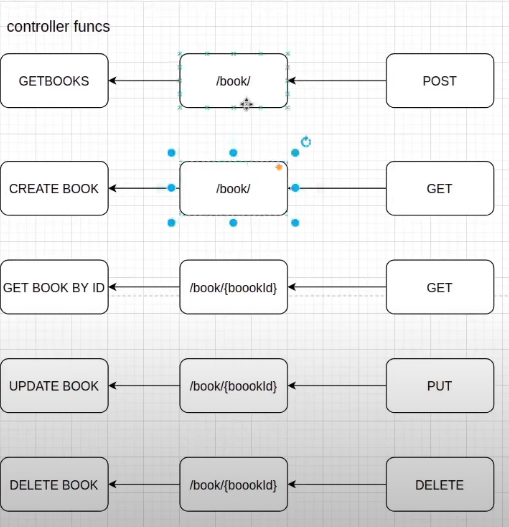 controller funcs
GETBOOKS /book/ POST
CREATE BOOK /book/ GET
GET BOOK BY ID /book/{boookId} GET
UPDATE BOOK /book/{boookId} PUT
DELETE BOOK /book/{boookId} DELETE